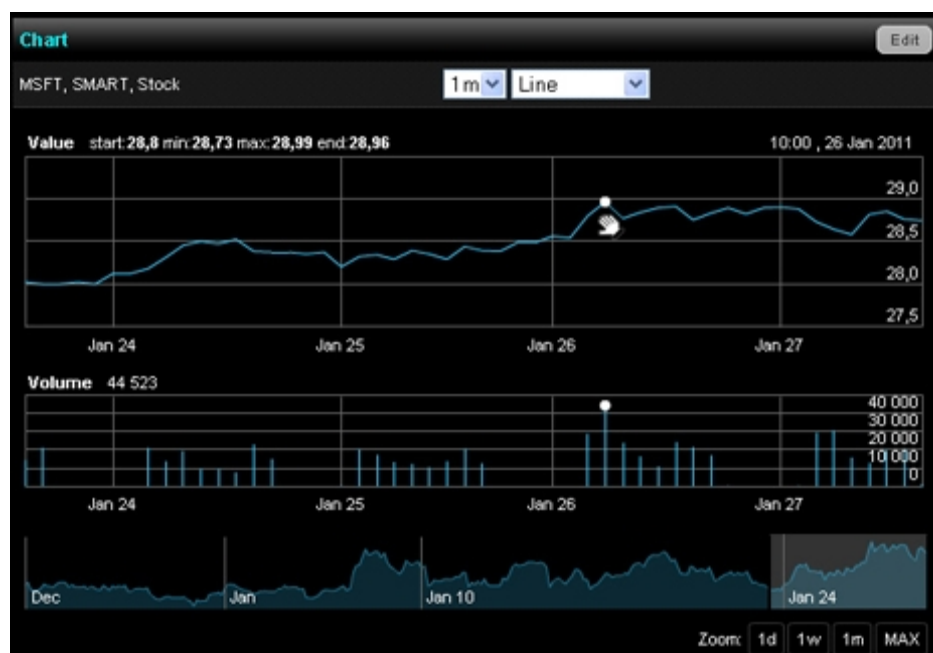 Chart Edit
MSFT, SMART, Stock 1m Line
Value start:28,8 min:28,73 max:28,99 end:28,96 10:00 , 26 Jan 2011
29,0
28,5
28,0
27,5
Jan 24 Jan 25 Jan 26 Jan 27
Volume 44 523
40 000
30 000
20 000
10 000
0
Jan 24 Jan 25 Jan 26 Jan 27
Dec Jan Jan 10 Jan 24
Zoom: 1d 1w 1m MAX